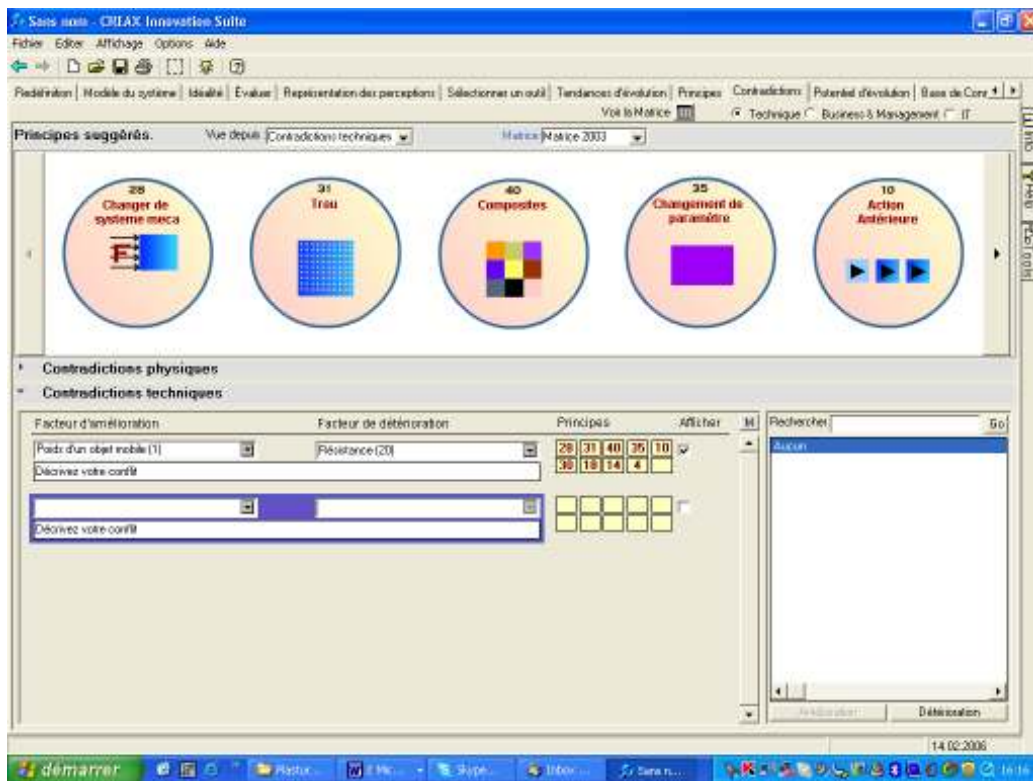 Sans nom - CREAX Innovation Suite
Fichier Editer Affichage Options Aide
Redéfinition Modèle du système Idéalité Évaluer Représentation des perceptions Sélectionner un outil Tendances d'évolution Principes Contradictions Potentiel d'évolution Base de Conn
Voir la Matrice Technique Business & Management IT
Principes suggérés. Vue depuis Contradictions techniques Matrice Matrice 2003
28 31 40 35 10
Changer de systeme meca
Trou
Composites
Changement de paramètre
Action Antérieure
Contradictions physiques
Contradictions techniques
Facteur d'amélioration Facteur de détérioration Principes Afficher M Rechercher Go
Poids d'un objet mobile (1) Résistance (20) 28 31 40 35 10
Aucun
30 18 14 4
Décrivez votre conflit
Décrivez votre conflit
Amélioration Détérioration
14.02.2006
démarrer Skype... Inbox... Sans n...